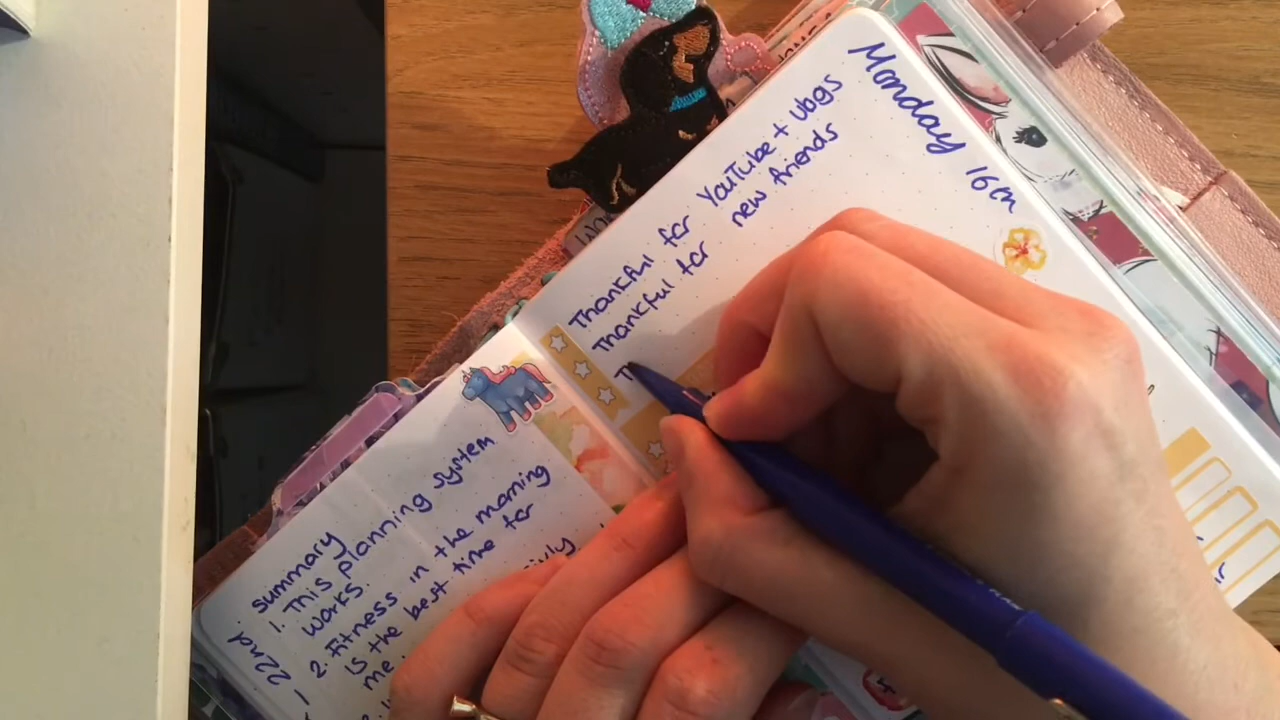 Monday 16th
Thankful for YouTube + vlogs
Thankful for new friends
T
22nd. summary
1. This planning system
works.
2. Fitness in the morning
is the best time for
me.